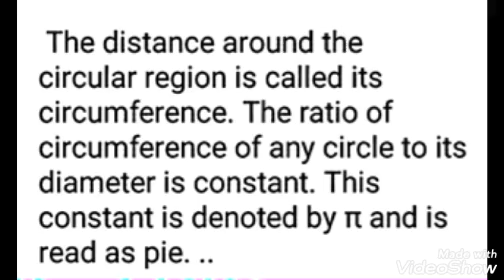 The distance around the
circular region is called its
circumference. The ratio of
circumference of any circle to its
diameter is constant. This
constant is denoted by π and is
read as pie. ..
Made with
VideoShow